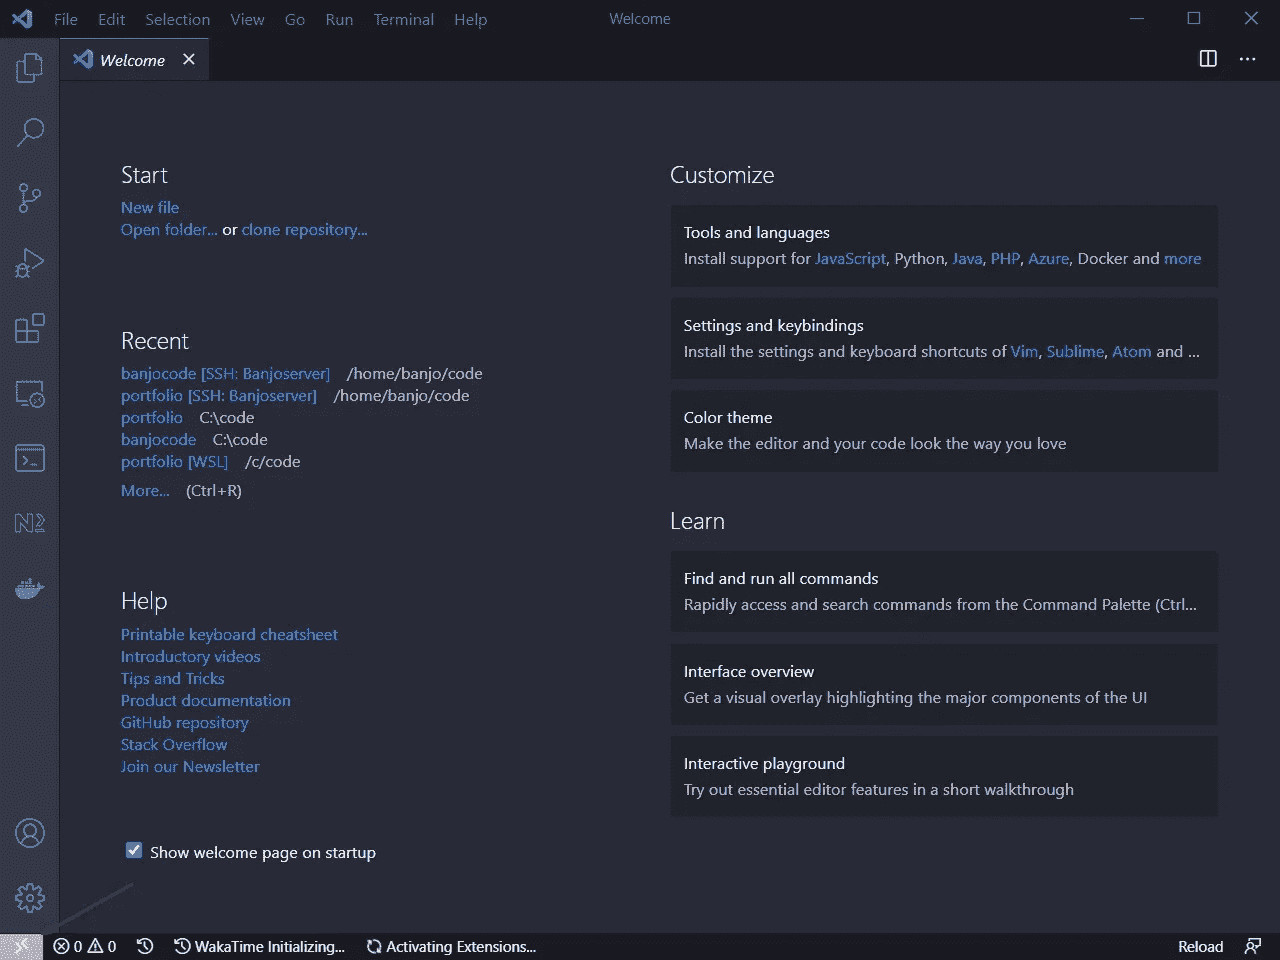 File Edit Selection View Go Run Terminal Help Welcome
Welcome
Start
New file
Open folder... or clone repository...
Recent
banjocode [SSH: Banjoserver] /home/banjo/code
portfolio [SSH: Banjoserver] /home/banjo/code
portfolio C:\code
banjocode C:\code
portfolio [WSL] /c/code
More... (Ctrl+R)
Help
Printable keyboard cheatsheet
Introductory videos
Tips and Tricks
Product documentation
GitHub repository
Stack Overflow
Join our Newsletter
Show welcome page on startup
Customize
Tools and languages
Install support for JavaScript, Python, Java, PHP, Azure, Docker and more
Settings and keybindings
Install the settings and keyboard shortcuts of Vim, Sublime, Atom and ...
Color theme
Make the editor and your code look the way you love
Learn
Find and run all commands
Rapidly access and search commands from the Command Palette (Ctrl...
Interface overview
Get a visual overlay highlighting the major components of the UI
Interactive playground
Try out essential editor features in a short walkthrough
0 0 WakaTime Initializing... Activating Extensions... Reload